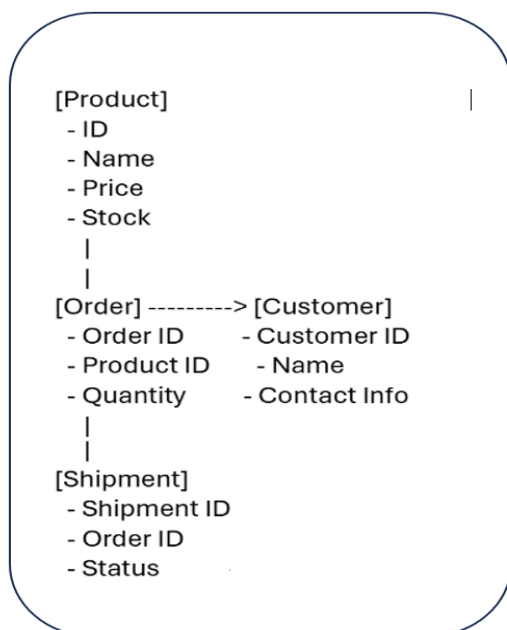 [Product]
- ID
- Name
- Price
- Stock
|
|
[Order] ---------> [Customer]
- Order ID - Customer ID
- Product ID - Name
- Quantity - Contact Info
|
|
[Shipment]
- Shipment ID
- Order ID
- Status